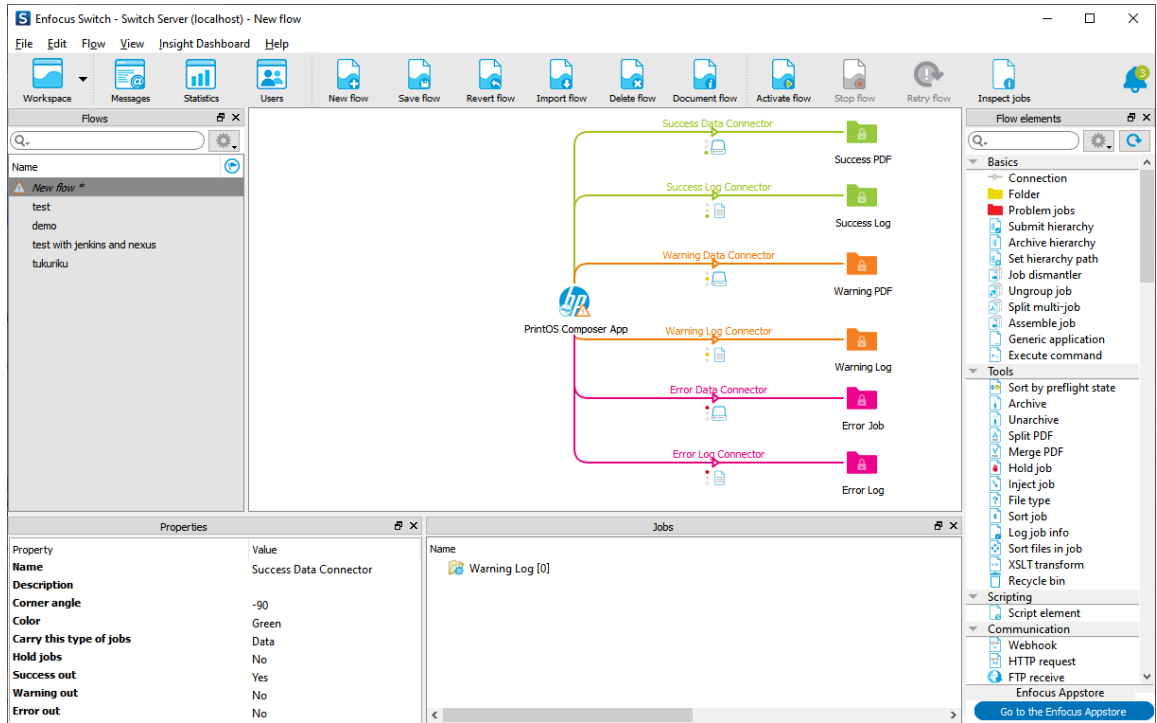 Enfocus Switch - Switch Server (localhost) - New flow
File Edit Flow View Insight Dashboard Help
Workspace Messages Statistics Users New flow Save flow Revert flow Import flow Delete flow Document flow Activate flow Stop flow Retry flow Inspect jobs 3
Flows
Name
New flow *
test
demo
test with jenkins and nexus
tukuriku
Success Data Connector
Success PDF
Success Log Connector
Success Log
Warning Data Connector
Warning PDF
hp
PrintOS Composer App
Warning Log Connector
Warning Log
Error Data Connector
Error Job
Error Log Connector
Error Log
Flow elements
Basics
Connection
Folder
Problem jobs
Submit hierarchy
Archive hierarchy
Set hierarchy path
Job dismantler
Ungroup job
Split multi-job
Assemble job
Generic application
Execute command
Tools
Sort by preflight state
Archive
Unarchive
Split PDF
Merge PDF
Hold job
Inject job
File type
Sort job
Log job info
Sort files in job
XSLT transform
Recycle bin
Scripting
Script element
Communication
Webhook
HTTP request
FTP receive
Enfocus Appstore
Go to the Enfocus Appstore
Properties
Property Value
Name Success Data Connector
Description
Corner angle -90
Color Green
Carry this type of jobs Data
Hold jobs No
Success out Yes
Warning out No
Error out No
Jobs
Name
Warning Log [0]